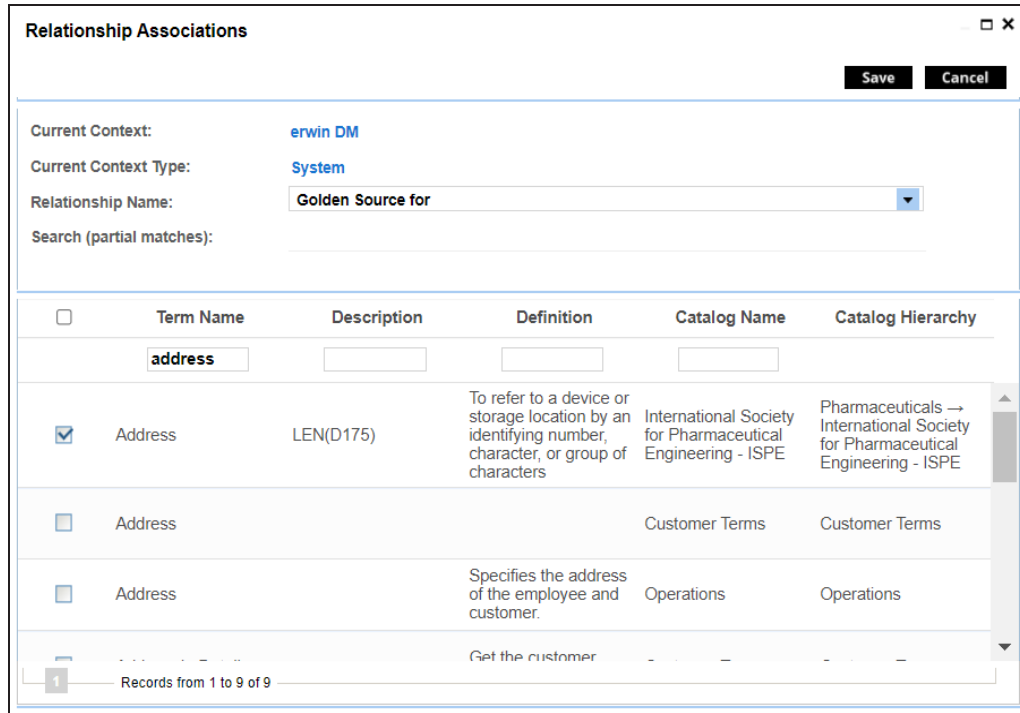 Relationship Associations
Save Cancel
Current Context: erwin DM
Current Context Type: System
Relationship Name: Golden Source for
Search (partial matches):
Term Name Description Definition Catalog Name Catalog Hierarchy
address
To refer to a device or
storage location by an
identifying number,
character, or group of
characters
Address LEN(D175)
International Society
for Pharmaceutical
Engineering - ISPE
Pharmaceuticals →
International Society
for Pharmaceutical
Engineering - ISPE
Address Customer Terms Customer Terms
Address
Specifies the address
of the employee and
customer.
Operations Operations
Get the customer
1 Records from 1 to 9 of 9